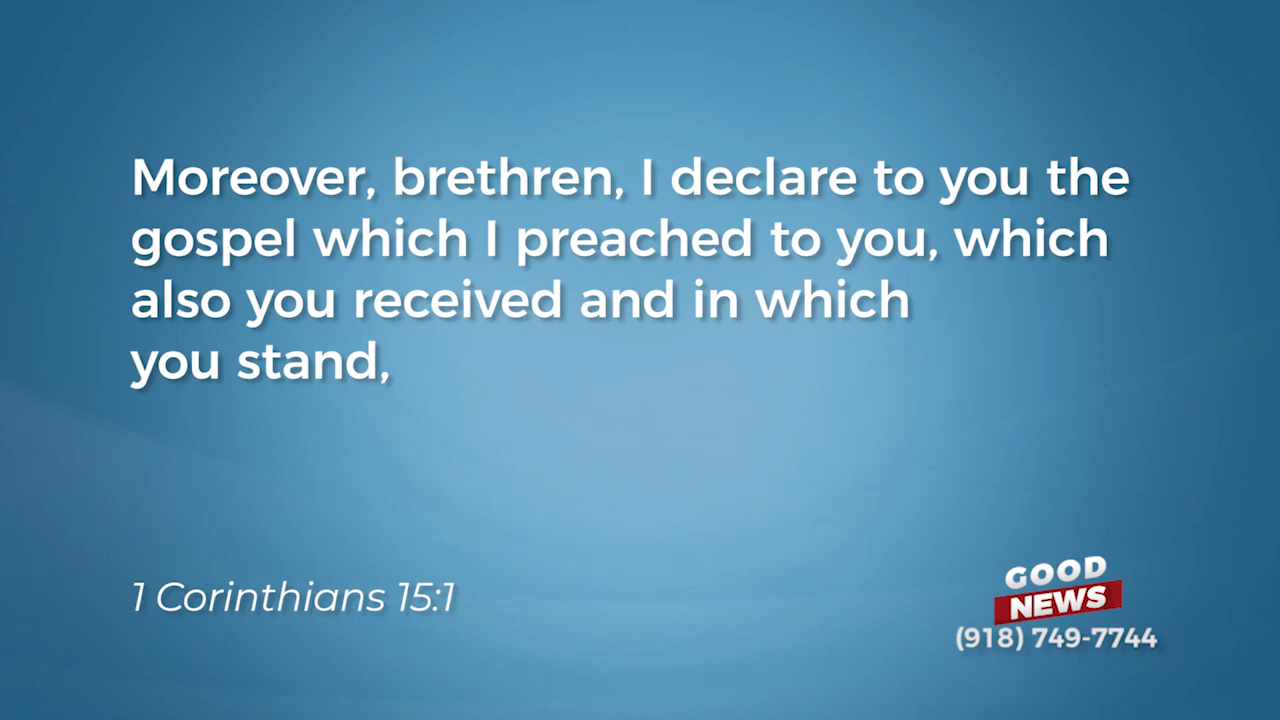 Moreover, brethren, I declare to you the
gospel which I preached to you, which
also you received and in which
you stand,
1 Corinthians 15:1
GOOD
NEWS
(918) 749-7744